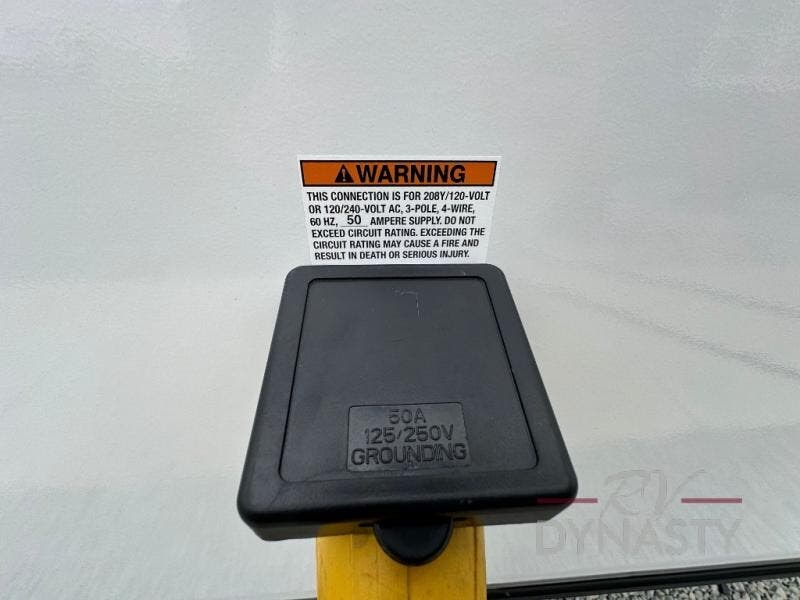 WARNING
THIS CONNECTION IS FOR 208Y/120-VOLT
OR 120/240-VOLT AC, 3-POLE, 4-WIRE,
60 HZ, 50 AMPERE SUPPLY. DO NOT
EXCEED CIRCUIT RATING. EXCEEDING THE
CIRCUIT RATING MAY CAUSE A FIRE AND
RESULT IN DEATH OR SERIOUS INJURY.
50A
125/250V
GROUNDING
RV
DYNASTY